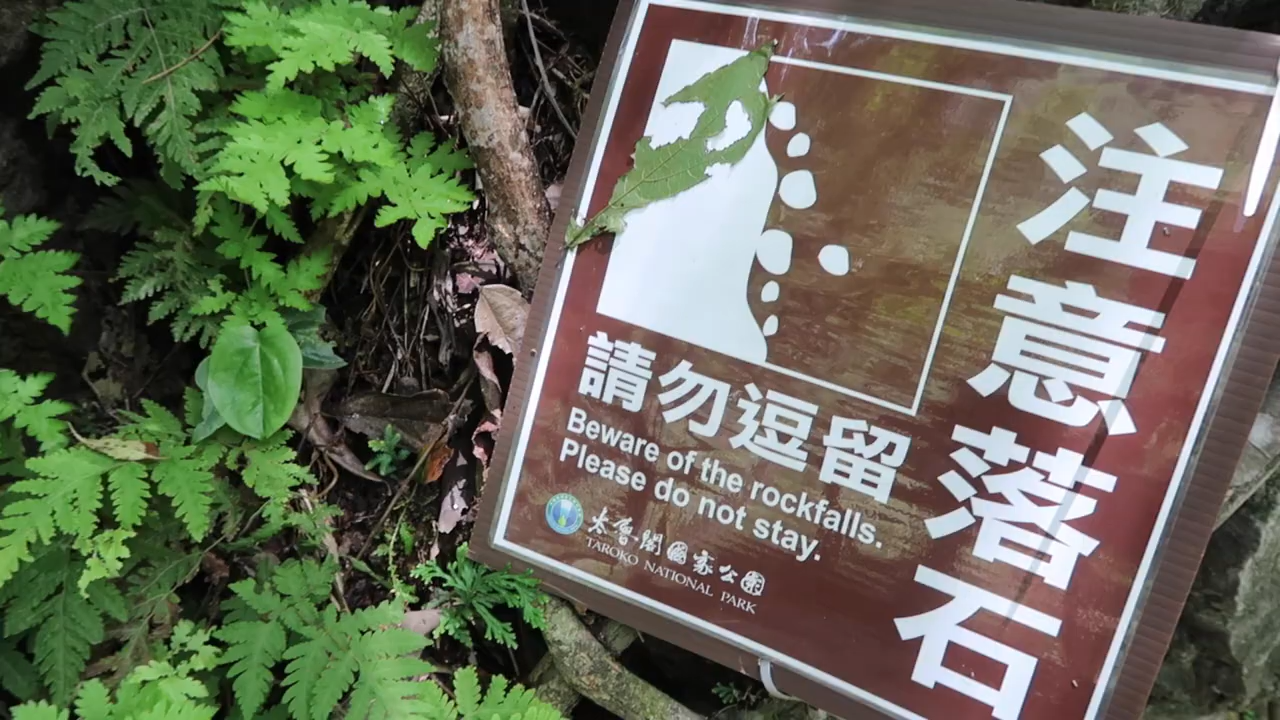 注意落石
請勿逗留
Beware of the rockfalls.
Please do not stay.
太魯閣國家公園
TAROKO NATIONAL PARK